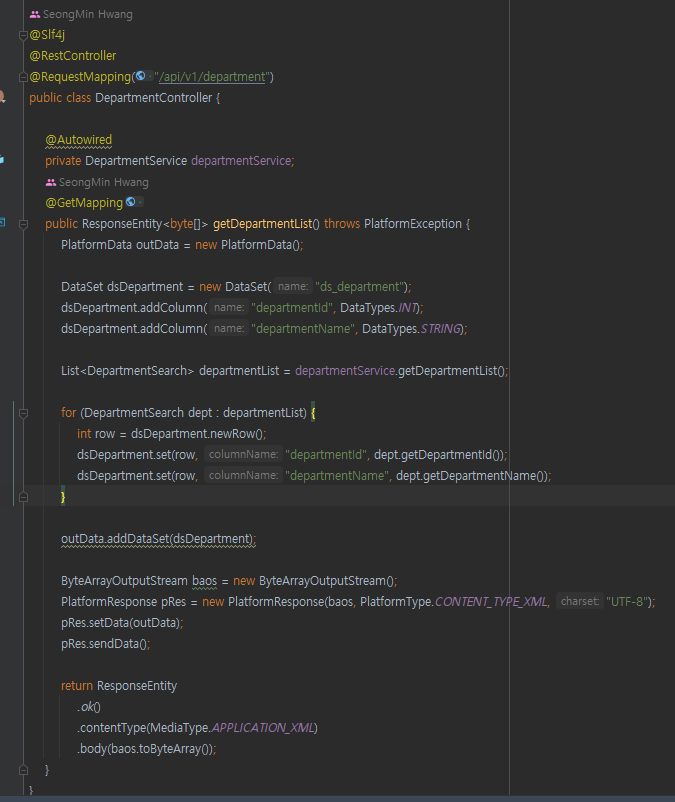 SeongMin Hwang
@Slf4j
@RestController
@RequestMapping("/api/v1/department")
public class DepartmentController {
@Autowired
private DepartmentService departmentService;
SeongMin Hwang
@GetMapping
public ResponseEntity<byte[]> getDepartmentList() throws PlatformException {
PlatformData outData = new PlatformData();
DataSet dsDepartment = new DataSet( name: "ds_department");
dsDepartment.addColumn( name: "departmentId", DataTypes.INT);
dsDepartment.addColumn( name: "departmentName", DataTypes.STRING);
List<DepartmentSearch> departmentList = departmentService.getDepartmentList();
for (DepartmentSearch dept : departmentList) {
int row = dsDepartment.newRow();
dsDepartment.set(row, columnName: "departmentId", dept.getDepartmentId());
dsDepartment.set(row, columnName: "departmentName", dept.getDepartmentName());
}
outData.addDataSet(dsDepartment);
ByteArrayOutputStream baos = new ByteArrayOutputStream();
PlatformResponse pRes = new PlatformResponse(baos, PlatformType.CONTENT_TYPE_XML, charset: "UTF-8");
pRes.setData(outData);
pRes.sendData();
return ResponseEntity
.ok()
.contentType(MediaType.APPLICATION_XML)
.body(baos.toByteArray());
}
}